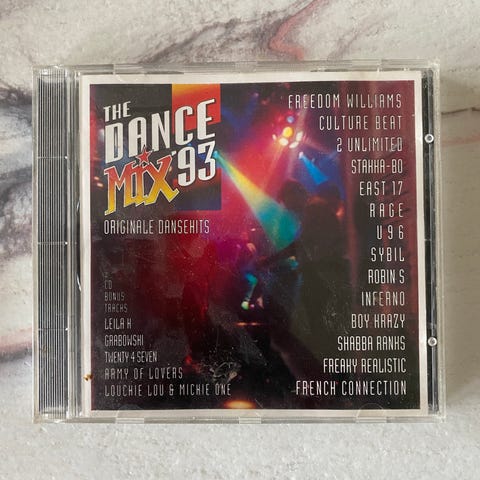 THE
DANCE
MIX.93
ORIGINALE DANSEHITS
CD
BONUS
TRACKS
LEILA K
GRABOWSKI
TWENTY 4 SEVEN
ARMY OF LOVERS
LOUCHIE LOU & MICHIE ONE
FREEDOM WILLIAMS
CULTURE BEAT
2 UNLIMITED
STAKKA-BO
EAST 17
RAGE
U96
SYBIL
ROBIN S
INFERNO
BOY KRAZY
SHABBA RANKS
FREAKY REALISTIC
FRENCH CONNECTION